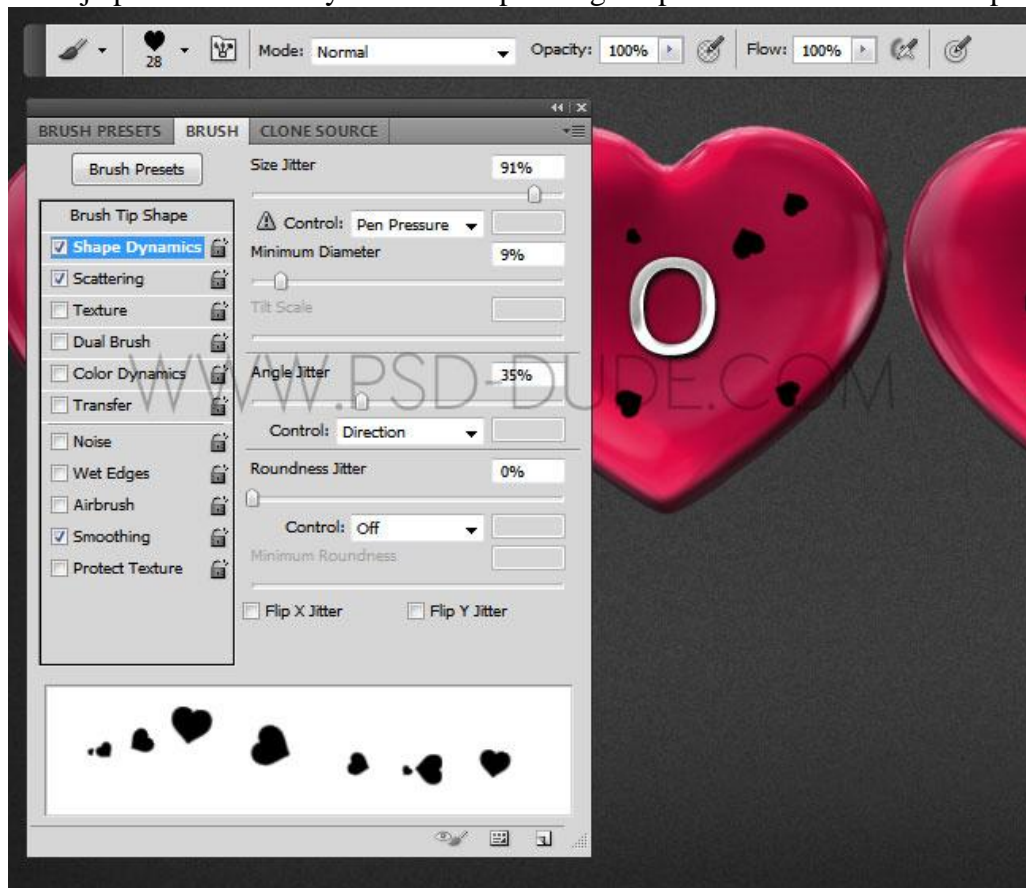 Mode: Normal Opacity: 100% Flow: 100%
28
BRUSH PRESETS BRUSH CLONE SOURCE
Brush Presets
Size Jitter 91%
Brush Tip Shape
Control: Pen Pressure
Shape Dynamics
Minimum Diameter 9%
Scattering
Texture
Tilt Scale
Dual Brush
Color Dynamics
Angle Jitter 35%
WWW.PSD-DUDE.COM
Transfer
Control: Direction
Noise
Roundness Jitter 0%
Wet Edges
Airbrush
Control: Off
Smoothing
Minimum Roundness
Protect Texture
Flip X Jitter Flip Y Jitter
O